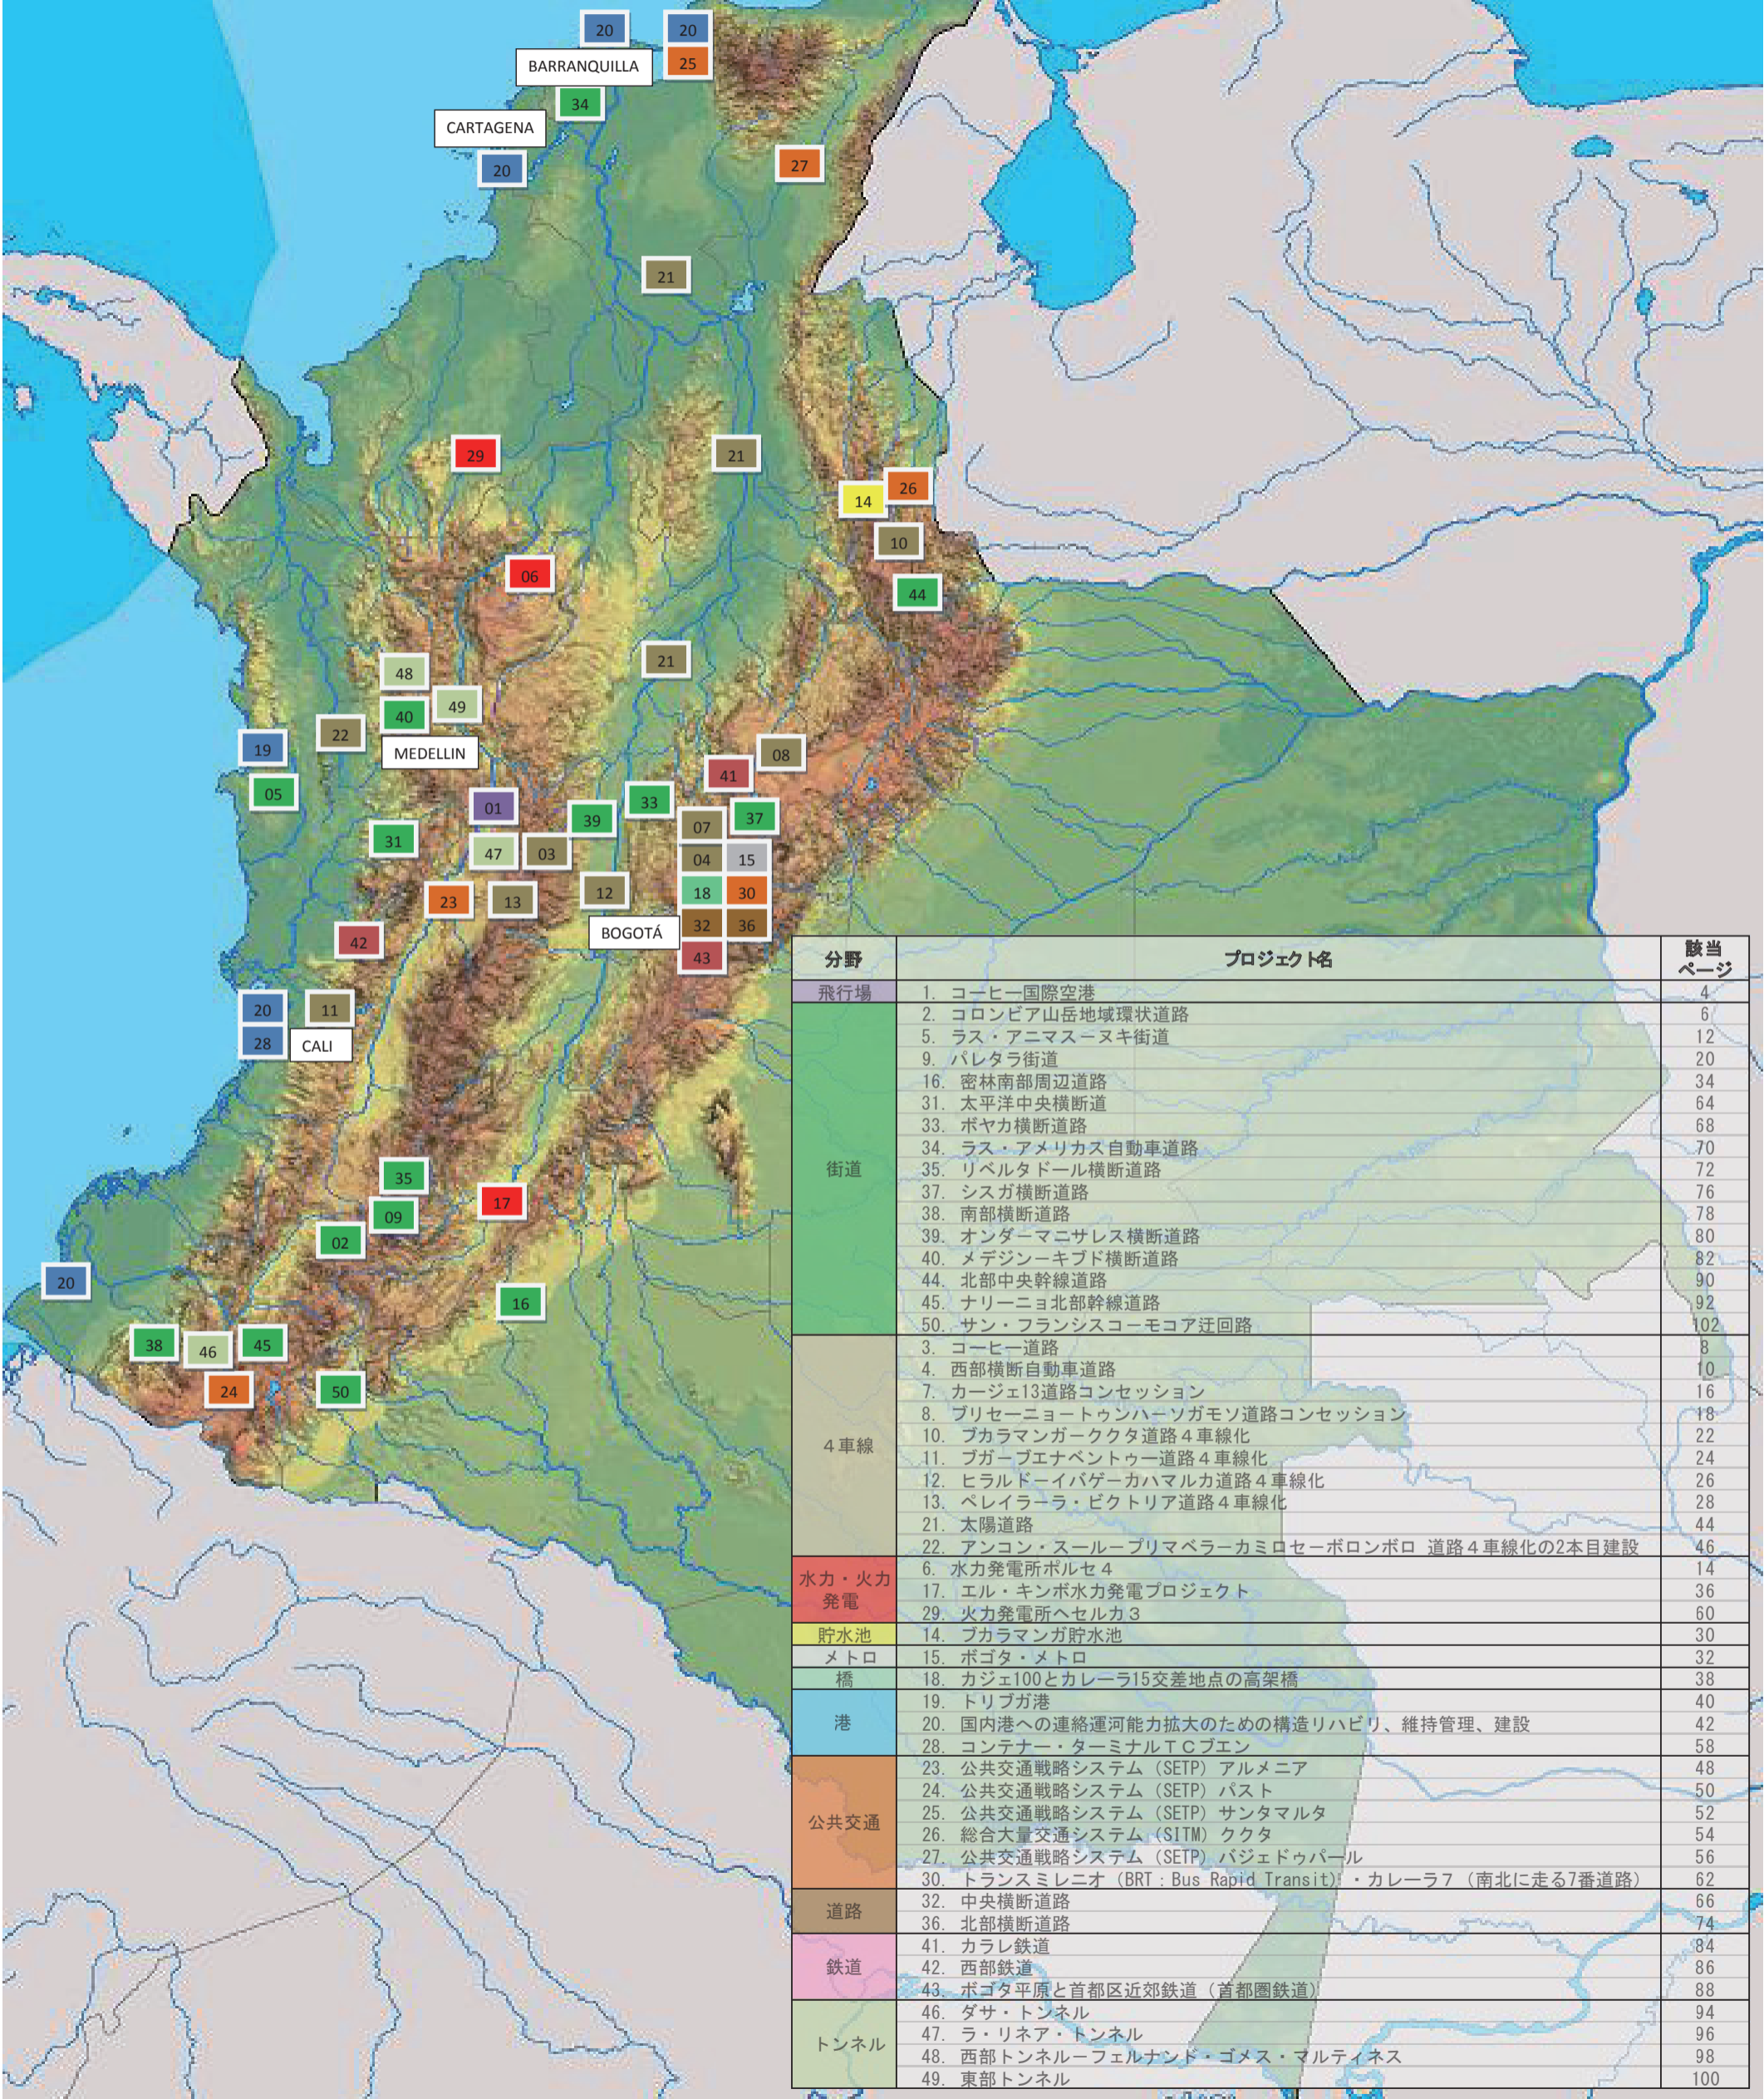 20
20
BARRANQUILLA
25
34
CARTAGENA
20
27
21
29
21
26
14
10
06
44
48
21
49
40
22
19
MEDELLIN
08
41
05
01
33
39
37
07
31
47
03
04
15
23
13
12
18
30
42
BOGOTÁ
32
36
43
20
11
28
CALI
35
17
09
02
20
16
38
46
45
24
50
分野 プロジェクト名 該当ページ
飛行場 1. コーヒー国際空港 4
街道
2. コロンビア山岳地域環状道路 6
5. ラス・アニマスーヌキ街道 12
9. パレタラ街道 20
16. 密林南部周辺道路 34
31. 太平洋中央横断道 64
33. ボヤカ横断道路 68
34. ラス・アメリカス自動車道路 70
35. リベルタドール横断道路 72
37. シスガ横断道路 76
38. 南部横断道路 78
39. オンダーマニサレス横断道路 80
40. メデジンーキブド横断道路 82
44. 北部中央幹線道路 90
45. ナリーニョ北部幹線道路 92
50. サン・フランシスコーモコア迂回路 102
4車線
3. コーヒー道路 8
4. 西部横断自動車道路 10
7. カージェ13道路コンセッション 16
8. ブリセーニョートゥンハーソガモソ道路コンセッション 18
10. ブカラマンガーククタ道路4車線化 22
11. ブガーブエナベントゥー道路4車線化 24
12. ヒラルドーイバゲーカハマルカ道路4車線化 26
13. ペレイラーラ・ビクトリア道路4車線化 28
21. 太陽道路 44
22. アンコン・スーループリマベラーカミロセーボロンボロ 道路4車線化の2本目建設 46
水力・火力発電
6. 水力発電所ポルセ4 14
17. エル・キンボ水力発電プロジェクト 36
29. 火力発電所ヘセルカ3 60
貯水池 14. ブカラマンガ貯水池 30
メトロ 15. ボゴタ・メトロ 32
橋 18. カジェ100とカレーラ15交差地点の高架橋 38
港
19. トリブガ港 40
20. 国内港への連絡運河能力拡大のための構造リハビリ、維持管理、建設 42
28. コンテナー・ターミナルTCブエン 58
公共交通
23. 公共交通戦略システム（SETP）アルメニア 48
24. 公共交通戦略システム（SETP）パスト 50
25. 公共交通戦略システム（SETP）サンタマルタ 52
26. 総合大量交通システム（SITM）ククタ 54
27. 公共交通戦略システム（SETP）バジェドゥパール 56
30. トランスミレニオ（BRT：Bus Rapid Transit）・カレーラ7（南北に走る7番道路） 62
道路
32. 中央横断道路 66
36. 北部横断道路 74
鉄道
41. カラレ鉄道 84
42. 西部鉄道 86
43. ボゴタ平原と首都区近郊鉄道（首都圏鉄道） 88
トンネル
46. ダサ・トンネル 94
47. ラ・リネア・トンネル 96
48. 西部トンネルーフェルナンド・ゴメス・マルティネス 98
49. 東部トンネル 100